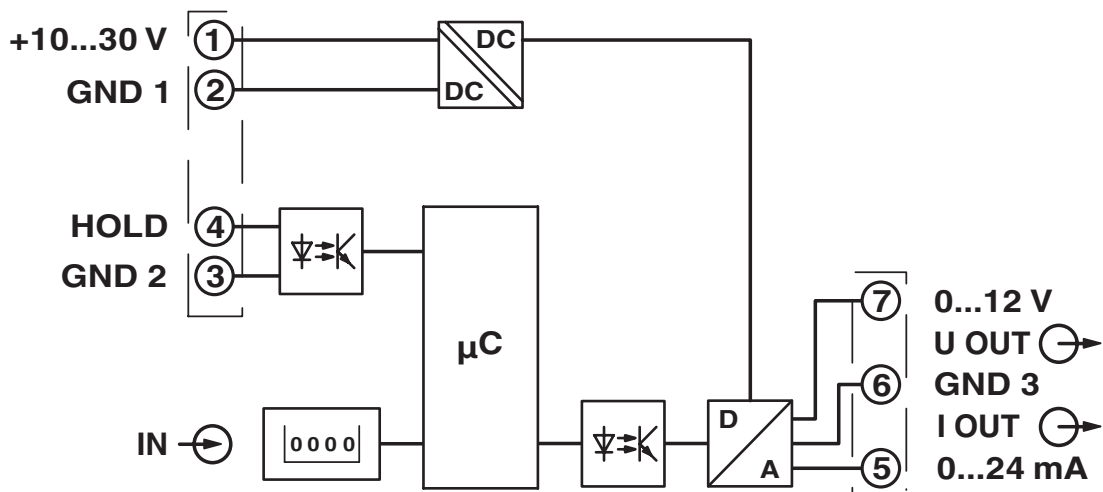 +10...30 V
1
DC
DC
GND 1
2
HOLD
4
GND 2
3
µC
IN
0000
D
A
7
0...12 V
U OUT
6
GND 3
I OUT
5
0...24 mA